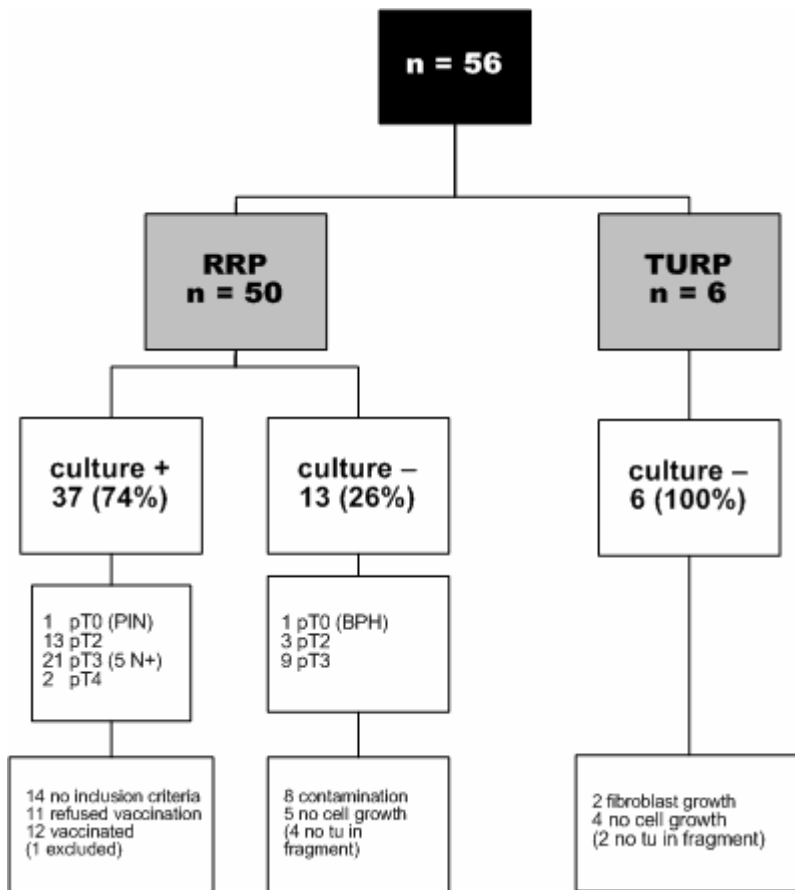 n = 56
RRP
n = 50
TURP
n = 6
culture +
37 (74%)
culture –
13 (26%)
culture –
6 (100%)
1 pT0 (PIN)
13 pT2
21 pT3 (5 N+)
2 pT4
1 pT0 (BPH)
3 pT2
9 pT3
14 no inclusion criteria
11 refused vaccination
12 vaccinated
(1 excluded)
8 contamination
5 no cell growth
(4 no tu in
fragment)
2 fibroblast growth
4 no cell growth
(2 no tu in fragment)